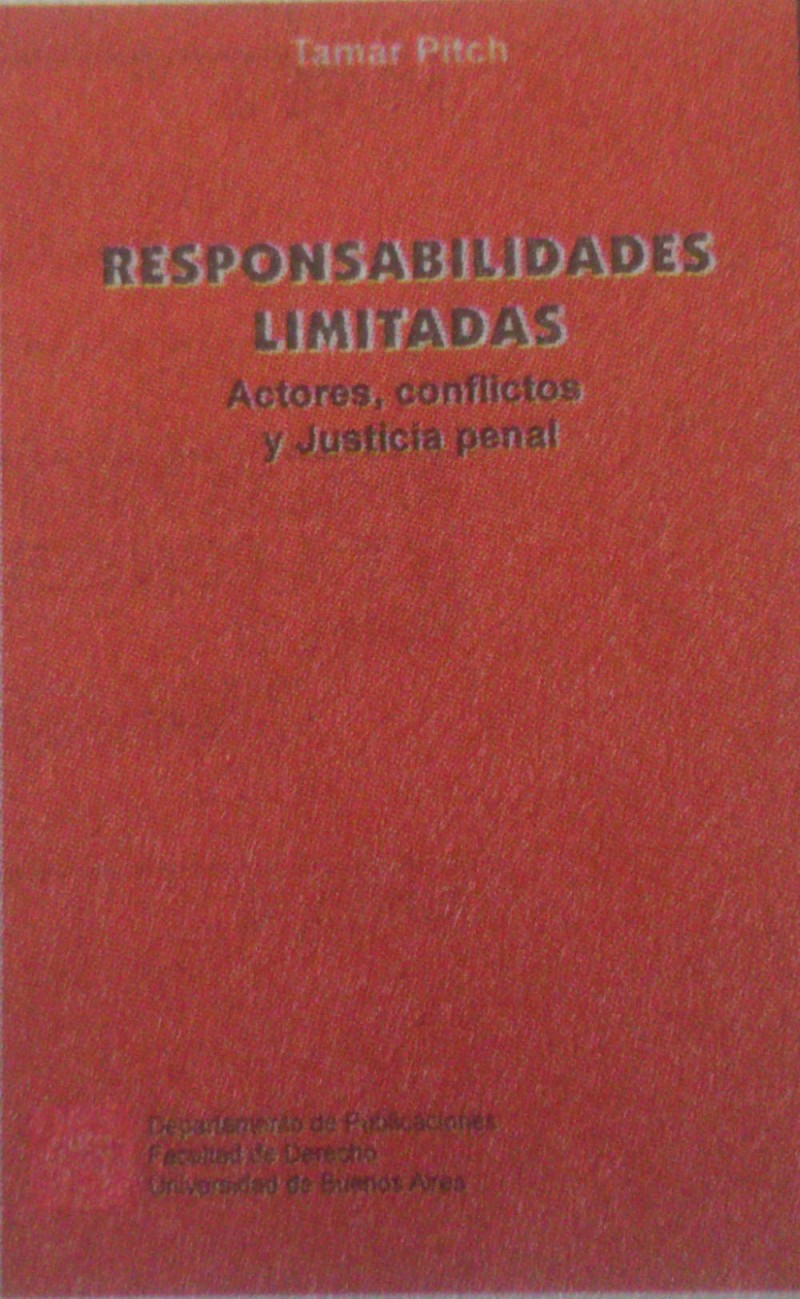 Tamar Pitch
RESPONSABILIDADES
LIMITADAS
Actores, conflictos
y Justicia penal
Departamento de Publicaciones
Facultad de Derecho
Universidad de Buenos Aires